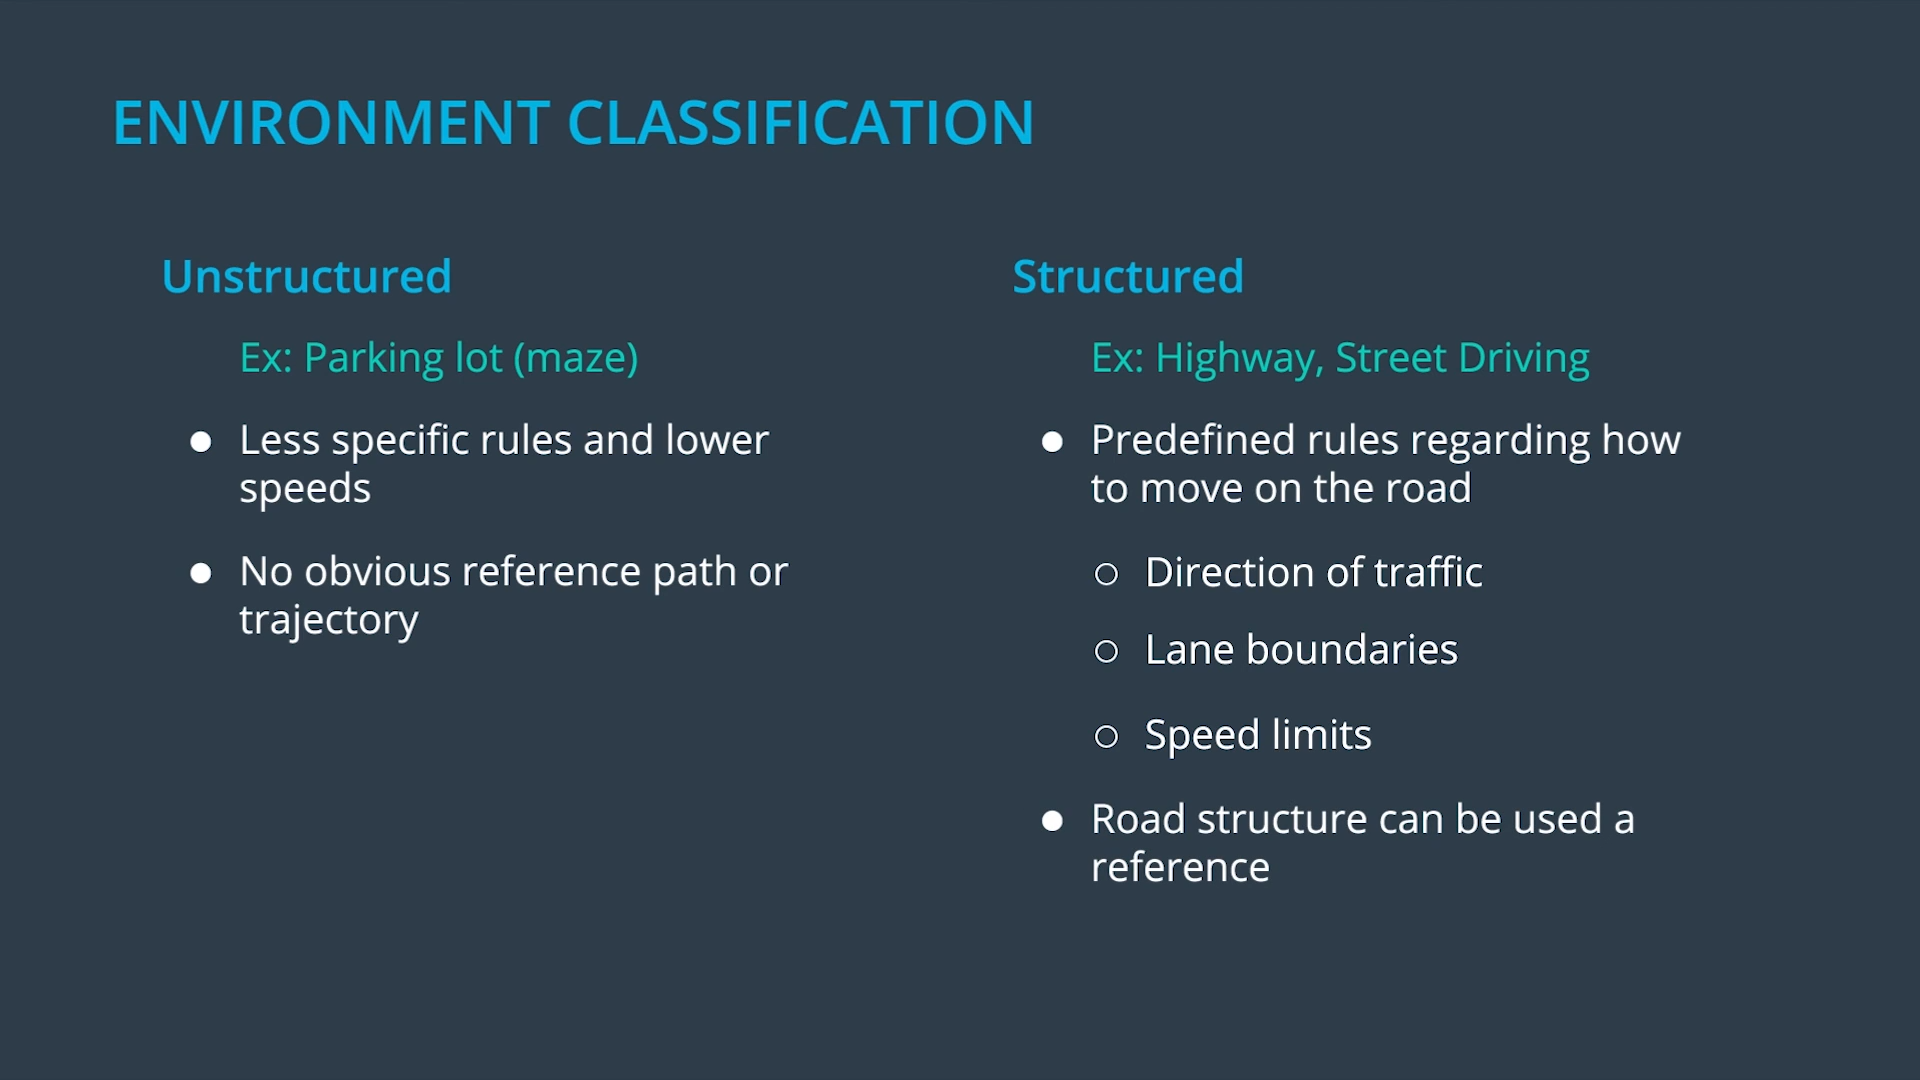 ENVIRONMENT CLASSIFICATION
Unstructured
Ex: Parking lot (maze)
● Less specific rules and lower
speeds
● No obvious reference path or
trajectory
Structured
Ex: Highway, Street Driving
● Predefined rules regarding how
to move on the road
○ Direction of traffic
○ Lane boundaries
○ Speed limits
● Road structure can be used a
reference